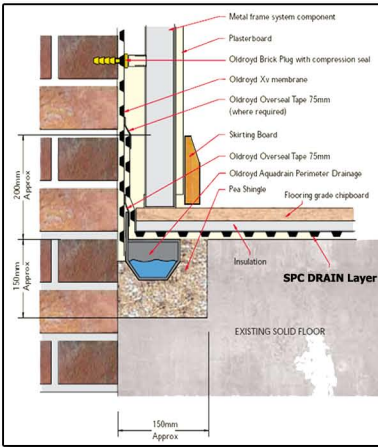 Metal frame system component
Plasterboard
Oldroyd Brick Plug with compression seal
Oldroyd Xv membrane
Oldroyd Overseal Tape 75mm
(where required)
Skirting Board
Oldroyd Overseal Tape 75mm
Oldroyd Aquadrain Perimeter Drainage
Pea Shingle
Flooring grade chipboard
200mm
Approx
150mm
Approx
Insulation
SPC DRAIN Layer
EXISTING SOLID FLOOR
150mm
Approx